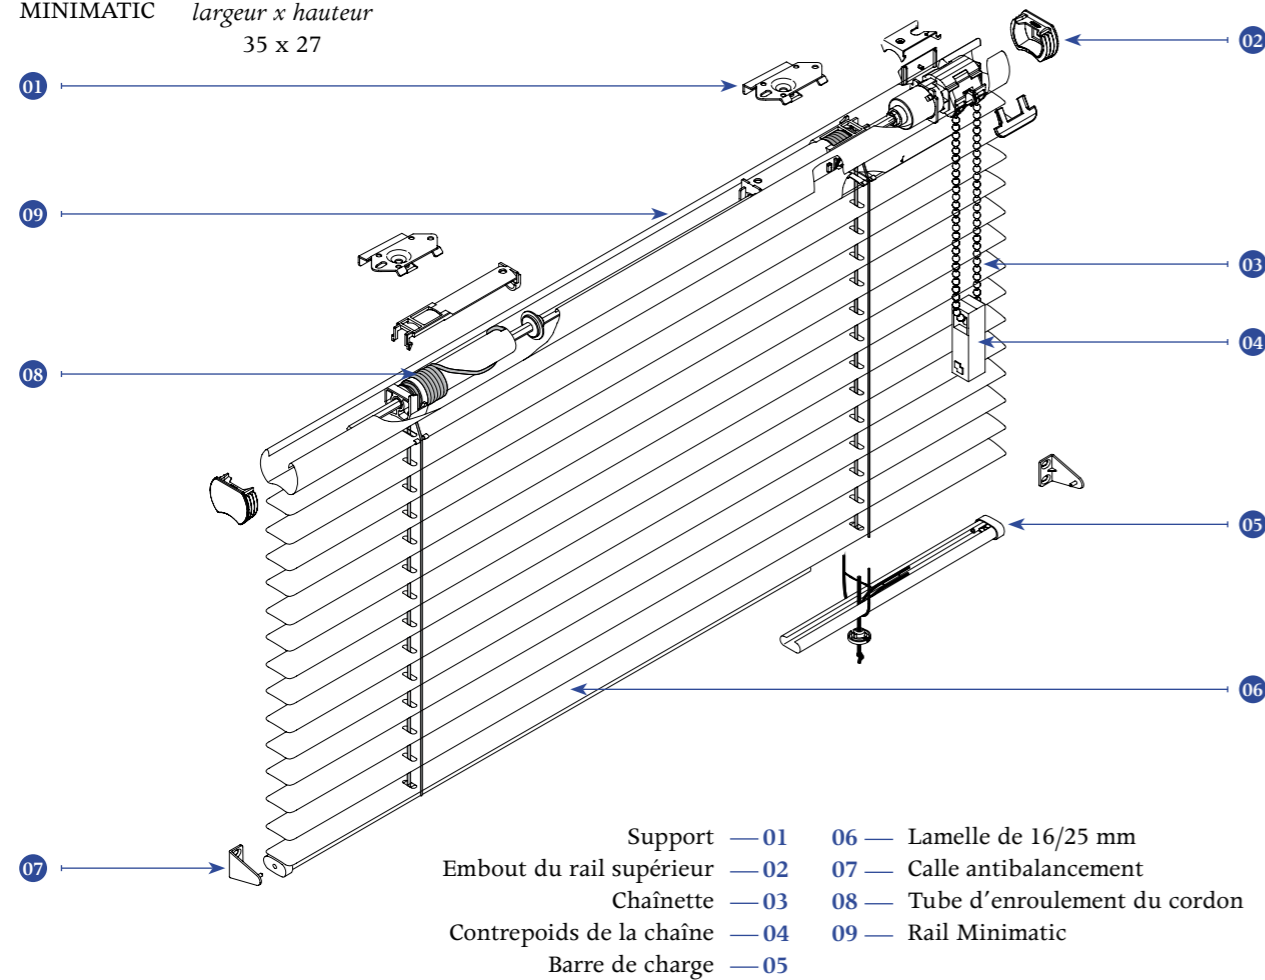 MINIMATIC largeur x hauteur
35 x 27
01
02
09
03
04
08
05
06
07
Support — 01
Embout du rail supérieur — 02
Chaînette — 03
Contrepoids de la chaîne — 04
Barre de charge — 05
06 — Lamelle de 16/25 mm
07 — Calle antibalancement
08 — Tube d'enroulement du cordon
09 — Rail Minimatic